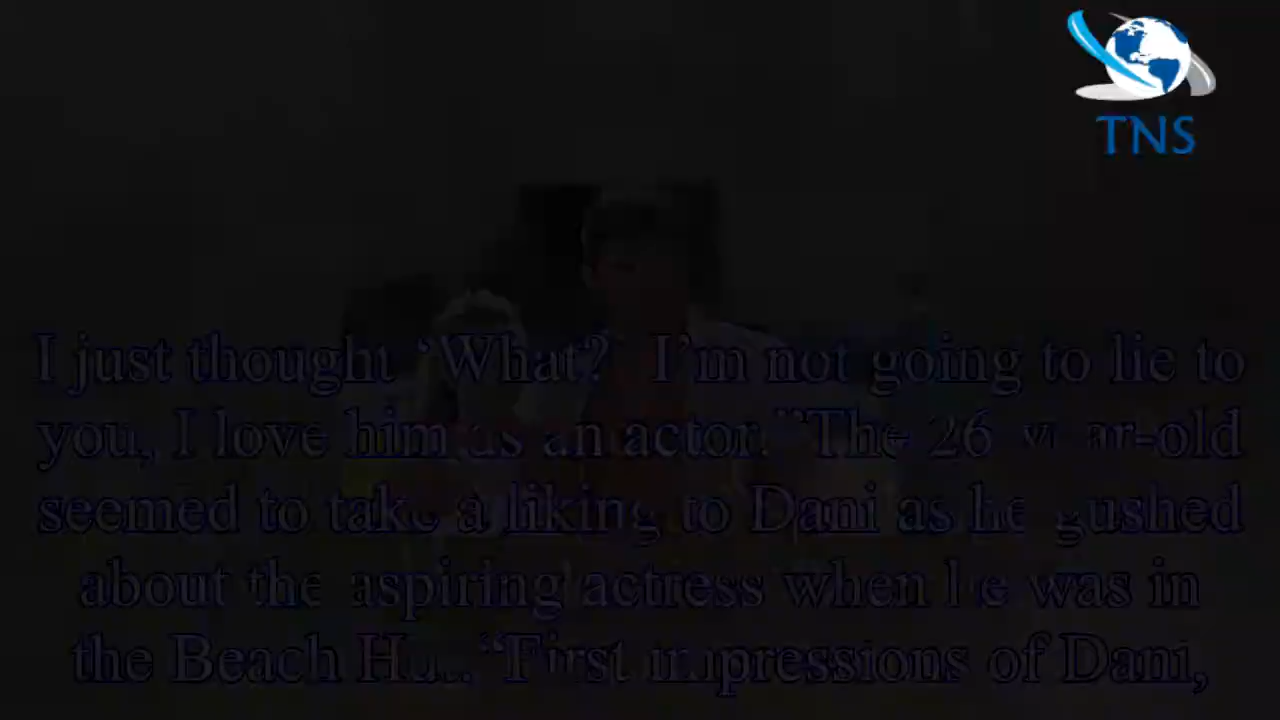 TNS
I just thought ‘What? I’m not going to lie to
you, I love him as an actor.”The 26 year-old
seemed to take a liking to Dani as he gushed
about the aspiring actress when he was in
the Beach Hut.“First impressions of Dani,